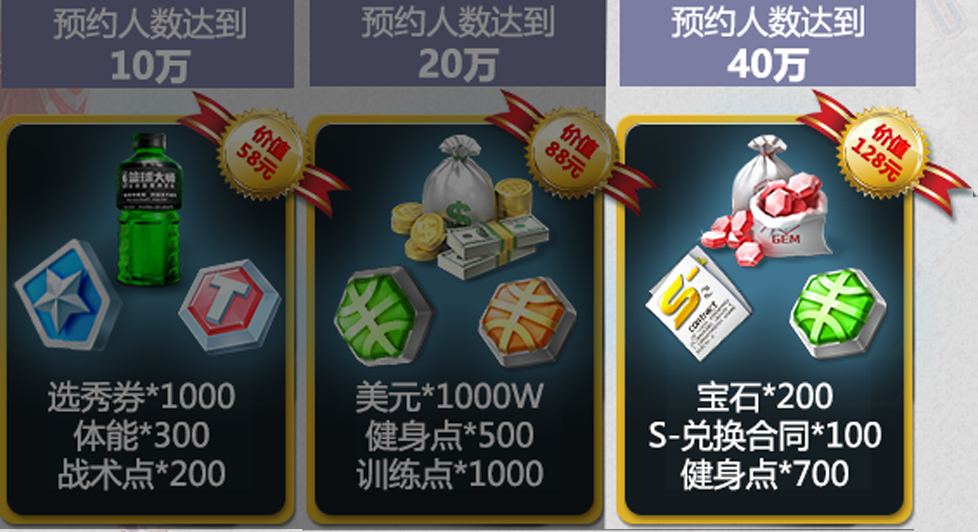 预约人数达到
10万
价值
58元
篮球大师
T
选秀券*1000
体能*300
战术点*200
预约人数达到
20万
价值
88元
$
美元*1000W
健身点*500
训练点*1000
预约人数达到
40万
价值
128元
GEM
S-
contract
宝石*200
S-兑换合同*100
健身点*700